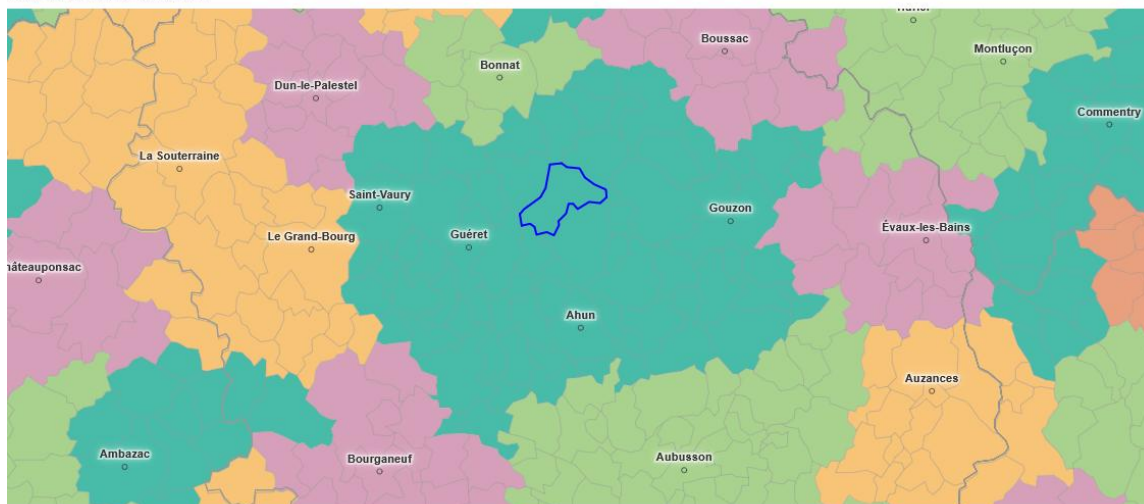 Boussac
Montluçon
Bonnat
Dun-le-Palestel
Commentry
La Souterraine
Saint-Vaury
Gouzon
Évaux-les-Bains
Guéret
Le Grand-Bourg
hâteauponsac
Ahun
Auzances
Ambazac
Bourganeuf
Aubusson